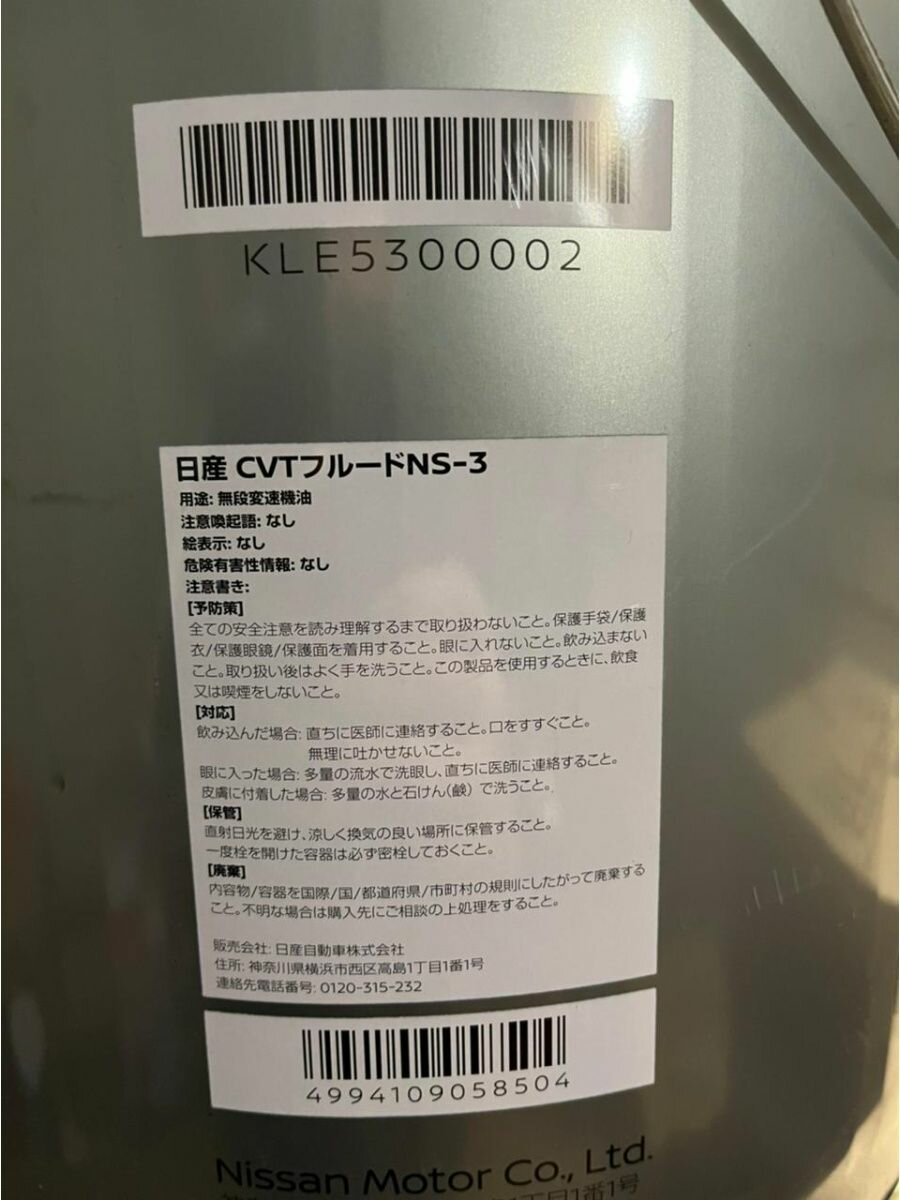 KLE5300002
日産 CVTフルードNS-3
用途: 無段変速機油
注意喚起語: なし
絵表示: なし
危険有害性情報: なし
注意書き:
[予防策]
全ての安全注意を読み理解するまで取り扱わないこと。保護手袋/保護
衣/保護眼鏡/保護面を着用すること。眼に入れないこと。飲み込まない
こと。取り扱い後はよく手を洗うこと。この製品を使用するときに、飲食
又は喫煙をしないこと。
[対応]
飲み込んだ場合: 直ちに医師に連絡すること。口をすすぐこと。
無理に吐かせないこと。
眼に入った場合: 多量の流水で洗眼し、直ちに医師に連絡すること。
皮膚に付着した場合: 多量の水と石けん(鹸) で洗うこと。
[保管]
直射日光を避け、涼しく換気の良い場所に保管すること。
一度栓を開けた容器は必ず密栓しておくこと。
[廃棄]
内容物/容器を国際/国/都道府県/市町村の規則にしたがって廃棄する
こと。不明な場合は購入先にご相談の上処理をすること。
販売会社: 日産自動車株式会社
住所: 神奈川県横浜市西区高島1丁目1番1号
連絡先電話番号: 0120-315-232
4994109058504
Nissan Motor Co., Ltd.
1丁目1番1号